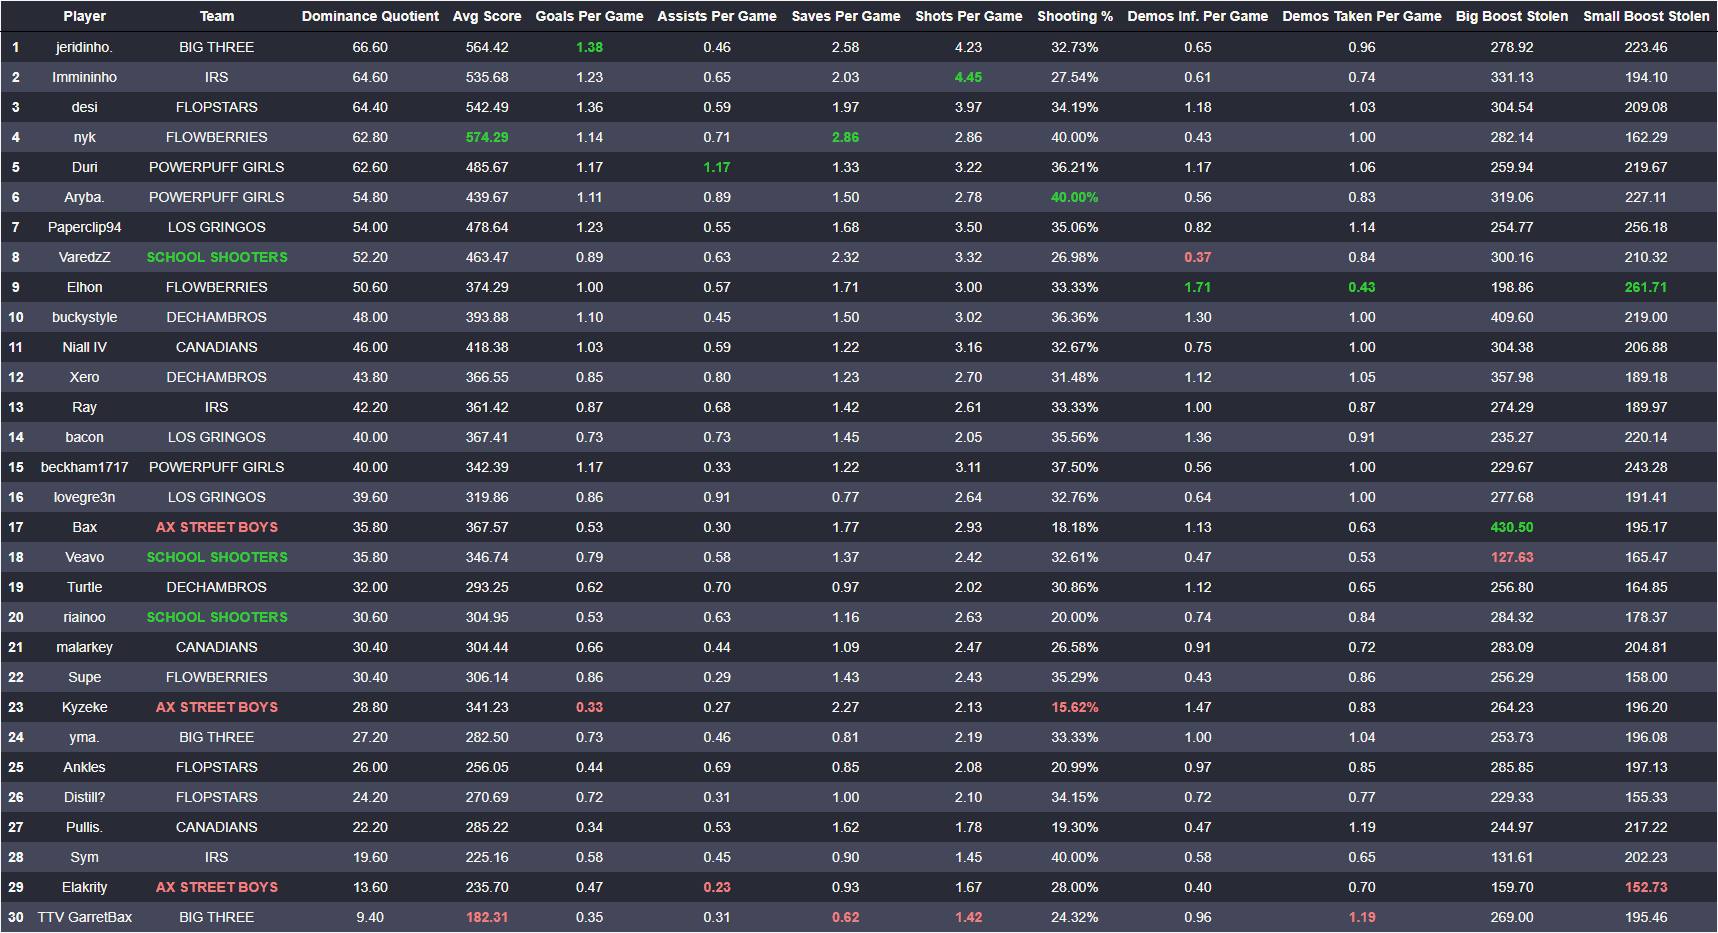 Player Team Dominance Quotient Avg Score Goals Per Game Assists Per Game Saves Per Game Shots Per Game Shooting % Demos Inf. Per Game Demos Taken Per Game Big Boost Stolen Small Boost Stolen
1 jeridinho. BIG THREE 66.60 564.42 1.38 0.46 2.58 4.23 32.73% 0.65 0.96 278.92 223.46
2 Immininho IRS 64.60 535.68 1.23 0.65 2.03 4.45 27.54% 0.61 0.74 331.13 194.10
3 desi FLOPSTARS 64.40 542.49 1.36 0.59 1.97 3.97 34.19% 1.18 1.03 304.54 209.08
4 nyk FLOWBERRIES 62.80 574.29 1.14 0.71 2.86 2.86 40.00% 0.43 1.00 282.14 162.29
5 Duri POWERPUFF GIRLS 62.60 485.67 1.17 1.17 1.33 3.22 36.21% 1.17 1.06 259.94 219.67
6 Aryba. POWERPUFF GIRLS 54.80 439.67 1.11 0.89 1.50 2.78 40.00% 0.56 0.83 319.06 227.11
7 Paperclip94 LOS GRINGOS 54.00 478.64 1.23 0.55 1.68 3.50 35.06% 0.82 1.14 254.77 256.18
8 VaredzZ SCHOOL SHOOTERS 52.20 463.47 0.89 0.63 2.32 3.32 26.98% 0.37 0.84 300.16 210.32
9 Elhon FLOWBERRIES 50.60 374.29 1.00 0.57 1.71 3.00 33.33% 1.71 0.43 198.86 261.71
10 buckystyle DECHAMBROS 48.00 393.88 1.10 0.45 1.50 3.02 36.36% 1.30 1.00 409.60 219.00
11 Niall IV CANADIANS 46.00 418.38 1.03 0.59 1.22 3.16 32.67% 0.75 1.00 304.38 206.88
12 Xero DECHAMBROS 43.80 366.55 0.85 0.80 1.23 2.70 31.48% 1.12 1.05 357.98 189.18
13 Ray IRS 42.20 361.42 0.87 0.68 1.42 2.61 33.33% 1.00 0.87 274.29 189.97
14 bacon LOS GRINGOS 40.00 367.41 0.73 0.73 1.45 2.05 35.56% 1.36 0.91 235.27 220.14
15 beckham1717 POWERPUFF GIRLS 40.00 342.39 1.17 0.33 1.22 3.11 37.50% 0.56 1.00 229.67 243.28
16 lovegre3n LOS GRINGOS 39.60 319.86 0.86 0.91 0.77 2.64 32.76% 0.64 1.00 277.68 191.41
17 Bax AX STREET BOYS 35.80 367.57 0.53 0.30 1.77 2.93 18.18% 1.13 0.63 430.50 195.17
18 Veavo SCHOOL SHOOTERS 35.80 346.74 0.79 0.58 1.37 2.42 32.61% 0.47 0.53 127.63 165.47
19 Turtle DECHAMBROS 32.00 293.25 0.62 0.70 0.97 2.02 30.86% 1.12 0.65 256.80 164.85
20 riainoo SCHOOL SHOOTERS 30.60 304.95 0.53 0.63 1.16 2.63 20.00% 0.74 0.84 284.32 178.37
21 malarkey CANADIANS 30.40 304.44 0.66 0.44 1.09 2.47 26.58% 0.91 0.72 283.09 204.81
22 Supe FLOWBERRIES 30.40 306.14 0.86 0.29 1.43 2.43 35.29% 0.43 0.86 256.29 158.00
23 Kyzeke AX STREET BOYS 28.80 341.23 0.33 0.27 2.27 2.13 15.62% 1.47 0.83 264.23 196.20
24 yma. BIG THREE 27.20 282.50 0.73 0.46 0.81 2.19 33.33% 1.00 1.04 253.73 196.08
25 Ankles FLOPSTARS 26.00 256.05 0.44 0.69 0.85 2.08 20.99% 0.97 0.85 285.85 197.13
26 Distill? FLOPSTARS 24.20 270.69 0.72 0.31 1.00 2.10 34.15% 0.72 0.77 229.33 155.33
27 Pullis. CANADIANS 22.20 285.22 0.34 0.53 1.62 1.78 19.30% 0.47 1.19 244.97 217.22
28 Sym IRS 19.60 225.16 0.58 0.45 0.90 1.45 40.00% 0.58 0.65 131.61 202.23
29 Elakrity AX STREET BOYS 13.60 235.70 0.47 0.23 0.93 1.67 28.00% 0.40 0.70 159.70 152.73
30 TTV GarretBax BIG THREE 9.40 182.31 0.35 0.31 0.62 1.42 24.32% 0.96 1.19 269.00 195.46